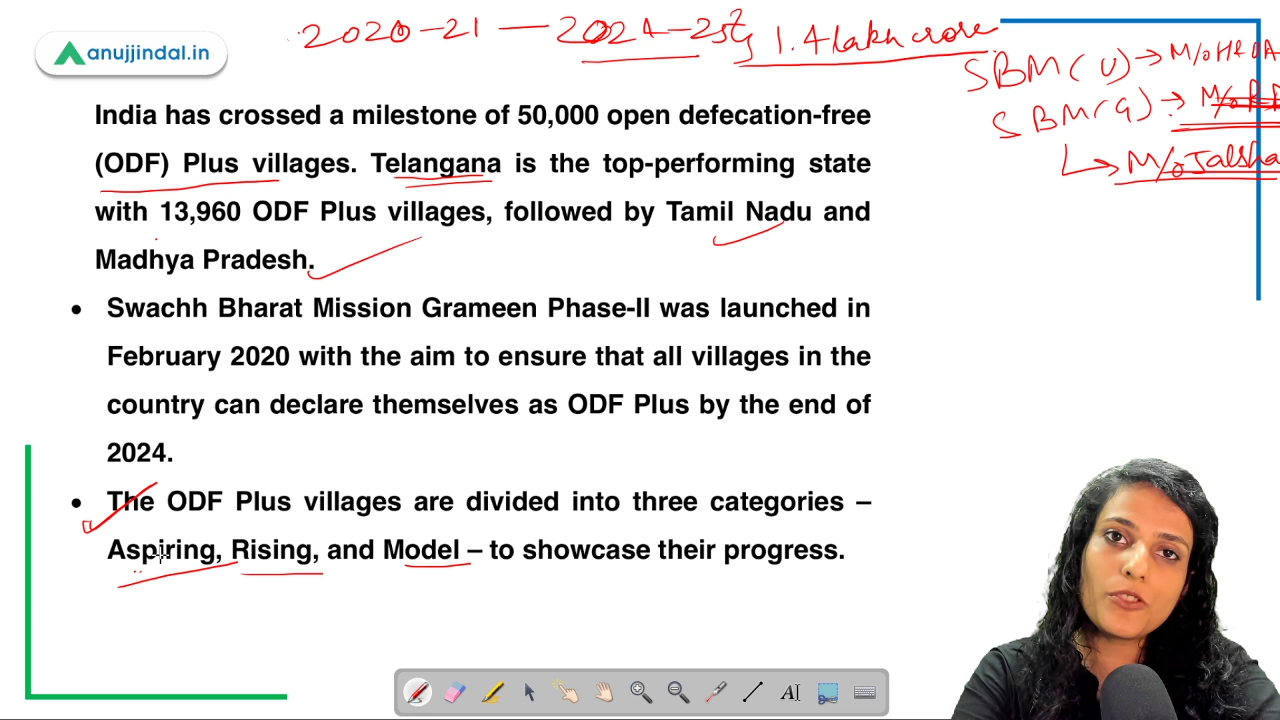 2020-21 — 2024-25 1.4 lakh crore
anujjindal.in
SBM(U) → M/o HUA
SBM(G) → M/o
↳ M/o Jalsha
India has crossed a milestone of 50,000 open defecation-free
(ODF) Plus villages. Telangana is the top-performing state
with 13,960 ODF Plus villages, followed by Tamil Nadu and
Madhya Pradesh.
• Swachh Bharat Mission Grameen Phase-II was launched in
February 2020 with the aim to ensure that all villages in the
country can declare themselves as ODF Plus by the end of
2024.
• The ODF Plus villages are divided into three categories –
Aspiring, Rising, and Model – to showcase their progress.
AI